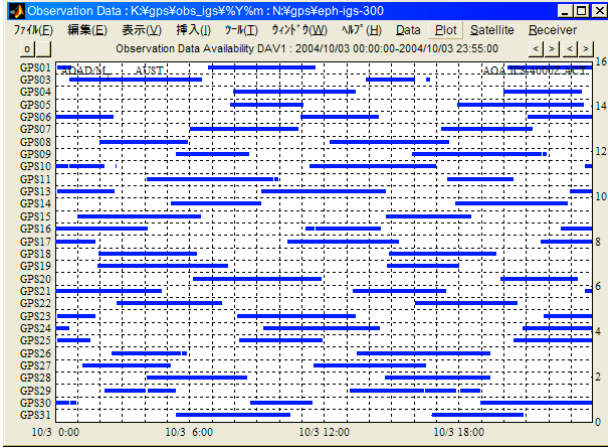 Observation Data : K:¥gps¥obs_igs¥%Y%m : N:¥gps¥eph-igs-300
ファイル(F) 編集(E) 表示(V) 挿入(I) ツール(T) ウィンドウ(W) ヘルプ(H) Data Plot Satellite Receiver
o Observation Data Availability DAV1 : 2004/10/03 00:00:00-2004/10/03 23:55:00 < > < >
AOAD/M_ AUST
GPS01 16
GPS03
GPS04
GPS05 14
GPS06
GPS07
GPS08
GPS09 12
GPS10
GPS11
GPS13 10
GPS14
GPS15
GPS16
GPS17 8
GPS18
GPS19
GPS20
GPS21 6
GPS22
GPS23
GPS24 4
GPS25
GPS26
GPS27
GPS28 2
GPS29
GPS30
GPS31 0
10/3 0:00 10/3 6:00 10/3 12:00 10/3 18:00